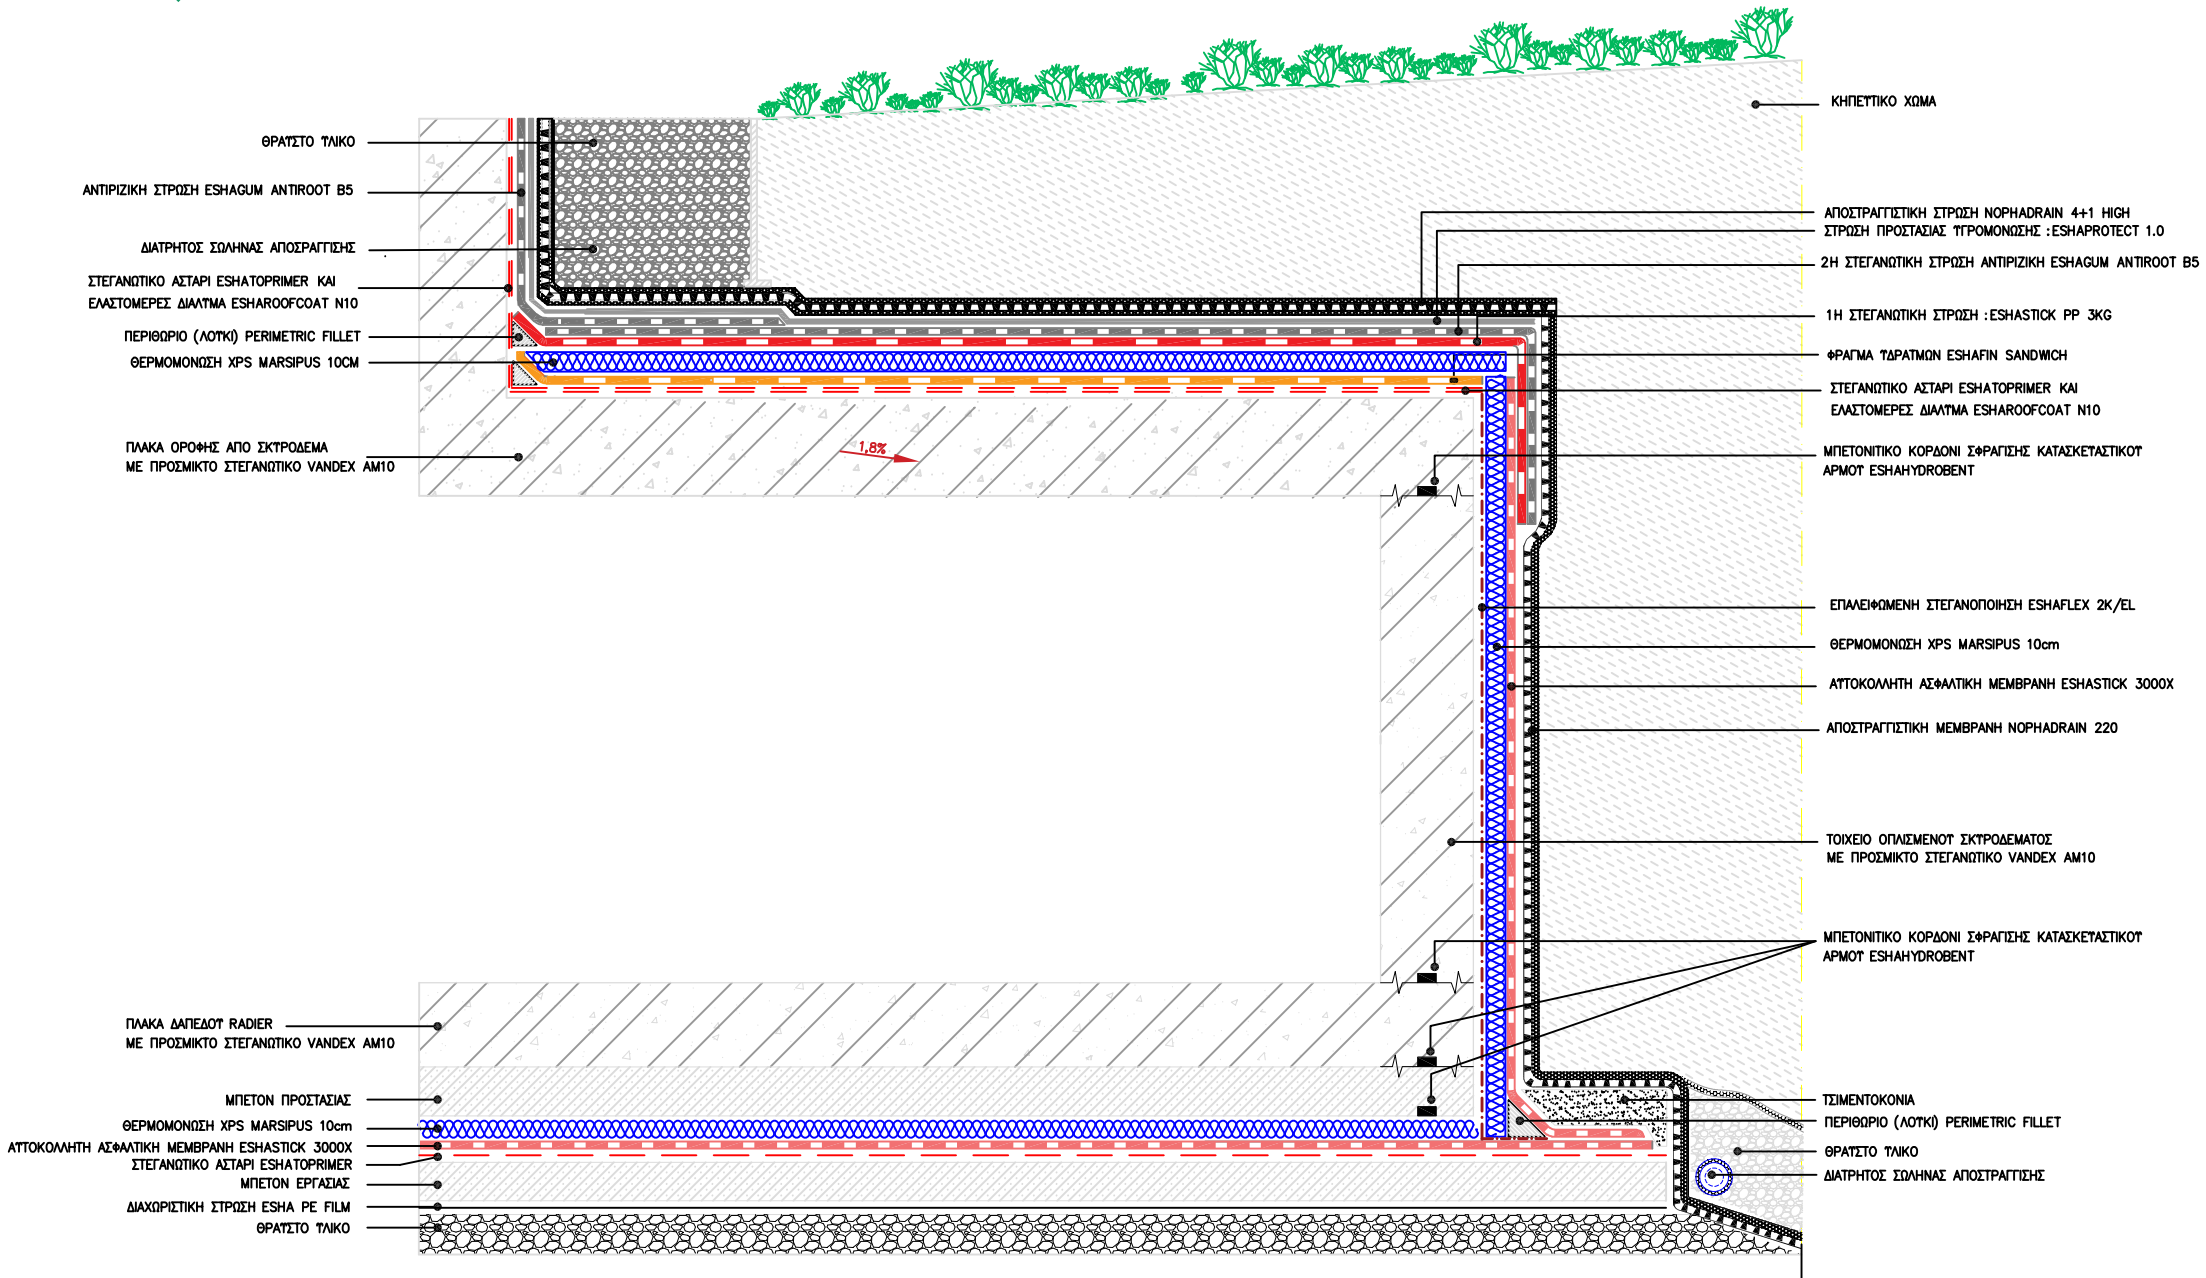 ΘΡΑΥΣΤΟ ΥΛΙΚΟ
ΑΝΤΙΡΙΖΙΚΗ ΣΤΡΩΣΗ ESHAGUM ANTIROOT B5
ΔΙΑΤΡΗΤΟΣ ΣΩΛΗΝΑΣ ΑΠΟΣΡΑΓΓΙΣΗΣ
ΣΤΕΓΑΝΩΤΙΚΟ ΑΣΤΑΡΙ ESHATOPRIMER ΚΑΙ
ΕΛΑΣΤΟΜΕΡΕΣ ΔΙΑΛΥΜΑ ESHAROOFCOAT N10
ΠΕΡΙΘΩΡΙΟ (ΛΟΥΚΙ) PERIMETRIC FILLET
ΘΕΡΜΟΜΟΝΩΣΗ XPS MARSIPUS 10CM
ΠΛΑΚΑ ΟΡΟΦΗΣ ΑΠΟ ΣΚΥΡΟΔΕΜΑ
ΜΕ ΠΡΟΣΜΙΚΤΟ ΣΤΕΓΑΝΩΤΙΚΟ VANDEX AM10
1,8%
ΠΛΑΚΑ ΔΑΠΕΔΟΥ RADIER
ΜΕ ΠΡΟΣΜΙΚΤΟ ΣΤΕΓΑΝΩΤΙΚΟ VANDEX AM10
ΜΠΕΤΟΝ ΠΡΟΣΤΑΣΙΑΣ
ΘΕΡΜΟΜΟΝΩΣΗ XPS MARSIPUS 10cm
ΑΥΤΟΚΟΛΛΗΤΗ ΑΣΦΑΛΤΙΚΗ ΜΕΜΒΡΑΝΗ ESHASTICK 3000X
ΣΤΕΓΑΝΩΤΙΚΟ ΑΣΤΑΡΙ ESHATOPRIMER
ΜΠΕΤΟΝ ΕΡΓΑΣΙΑΣ
ΔΙΑΧΩΡΙΣΤΙΚΗ ΣΤΡΩΣΗ ESHA PE FILM
ΘΡΑΥΣΤΟ ΥΛΙΚΟ
ΚΗΠΕΥΤΙΚΟ ΧΩΜΑ
ΑΠΟΣΤΡΑΓΓΙΣΤΙΚΗ ΣΤΡΩΣΗ NOPHADRAIN 4+1 HIGH
ΣΤΡΩΣΗ ΠΡΟΣΤΑΣΙΑΣ ΥΓΡΟΜΟΝΩΣΗΣ :ESHAPROTECT 1.0
2Η ΣΤΕΓΑΝΩΤΙΚΗ ΣΤΡΩΣΗ ΑΝΤΙΡΙΖΙΚΗ ESHAGUM ANTIROOT B5
1Η ΣΤΕΓΑΝΩΤΙΚΗ ΣΤΡΩΣΗ :ESHASTICK PP 3KG
ΦΡΑΓΜΑ ΥΔΡΑΤΜΩΝ ESHAFIN SANDWICH
ΣΤΕΓΑΝΩΤΙΚΟ ΑΣΤΑΡΙ ESHATOPRIMER ΚΑΙ
ΕΛΑΣΤΟΜΕΡΕΣ ΔΙΑΛΥΜΑ ESHAROOFCOAT N10
ΜΠΕΤΟΝΙΤΙΚΟ ΚΟΡΔΟΝΙ ΣΦΡΑΓΙΣΗΣ ΚΑΤΑΣΚΕΥΑΣΤΙΚΟΥ
ΑΡΜΟΥ ESHAHYDROBENT
ΕΠΑΛΕΙΦΩΜΕΝΗ ΣΤΕΓΑΝΟΠΟΙΗΣΗ ESHAFLEX 2K/EL
ΘΕΡΜΟΜΟΝΩΣΗ XPS MARSIPUS 10cm
ΑΥΤΟΚΟΛΛΗΤΗ ΑΣΦΑΛΤΙΚΗ ΜΕΜΒΡΑΝΗ ESHASTICK 3000X
ΑΠΟΣΤΡΑΓΓΙΣΤΙΚΗ ΜΕΜΒΡΑΝΗ NOPHADRAIN 220
ΤΟΙΧΕΙΟ ΟΠΛΙΣΜΕΝΟΥ ΣΚΥΡΟΔΕΜΑΤΟΣ
ΜΕ ΠΡΟΣΜΙΚΤΟ ΣΤΕΓΑΝΩΤΙΚΟ VANDEX AM10
ΜΠΕΤΟΝΙΤΙΚΟ ΚΟΡΔΟΝΙ ΣΦΡΑΓΙΣΗΣ ΚΑΤΑΣΚΕΥΑΣΤΙΚΟΥ
ΑΡΜΟΥ ESHAHYDROBENT
ΤΣΙΜΕΝΤΟΚΟΝΙΑ
ΠΕΡΙΘΩΡΙΟ (ΛΟΥΚΙ) PERIMETRIC FILLET
ΘΡΑΥΣΤΟ ΥΛΙΚΟ
ΔΙΑΤΡΗΤΟΣ ΣΩΛΗΝΑΣ ΑΠΟΣΤΡΑΓΓΙΣΗΣ